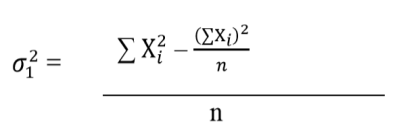 σ₁² = (∑ Xᵢ² − (∑Xᵢ)²/n) / n